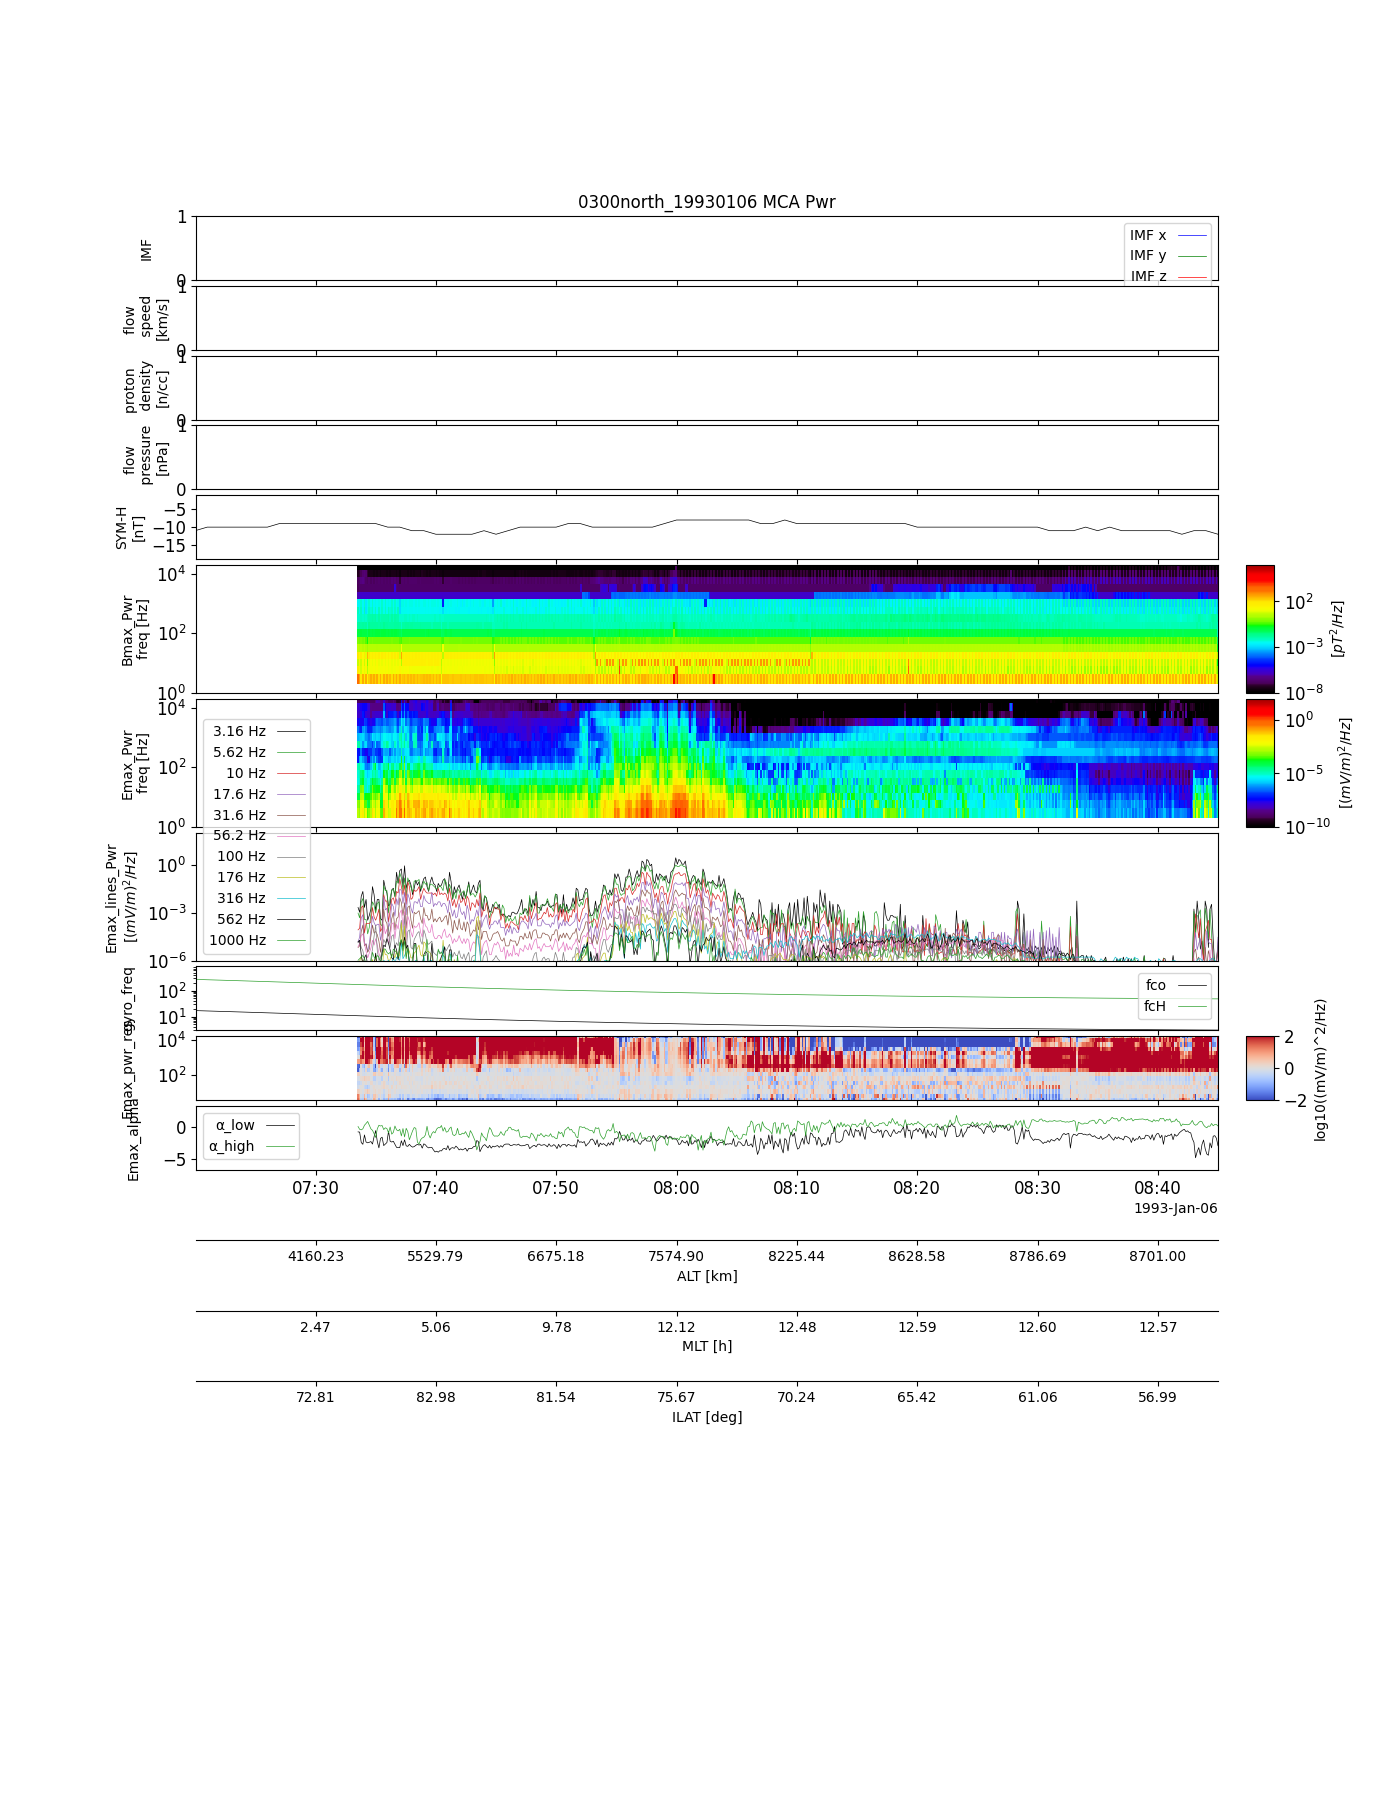 0300north_19930106 MCA Pwr
1
0
IMF
IMF x
IMF y
IMF z
1
0
flow
speed
[km/s]
1
0
proton
density
[n/cc]
1
0
flow
pressure
[nPa]
−5
−10
−15
SYM-H
[nT]
10^4
10^2
10^0
Bmax_Pwr
freq [Hz]
10^2
10^−3
10^−8
[pT^2/Hz]
10^4
10^2
10^0
Emax_Pwr
freq [Hz]
10^0
10^−5
10^−10
[(mV/m)^2/Hz]
3.16 Hz
5.62 Hz
10 Hz
17.6 Hz
31.6 Hz
56.2 Hz
100 Hz
176 Hz
316 Hz
562 Hz
1000 Hz
10^0
10^−3
10^−6
Emax_lines_Pwr
[(mV/m)^2/Hz]
10^2
10^1
gyro_freq
fco
fcH
10^4
10^2
Emax_pwr_reg
2
0
−2
log10((mV/m)^2/Hz)
0
−5
Emax_alpha
α_low
α_high
07:30 07:40 07:50 08:00 08:10 08:20 08:30 08:40
1993-Jan-06
4160.23 5529.79 6675.18 7574.90 8225.44 8628.58 8786.69 8701.00
ALT [km]
2.47 5.06 9.78 12.12 12.48 12.59 12.60 12.57
MLT [h]
72.81 82.98 81.54 75.67 70.24 65.42 61.06 56.99
ILAT [deg]